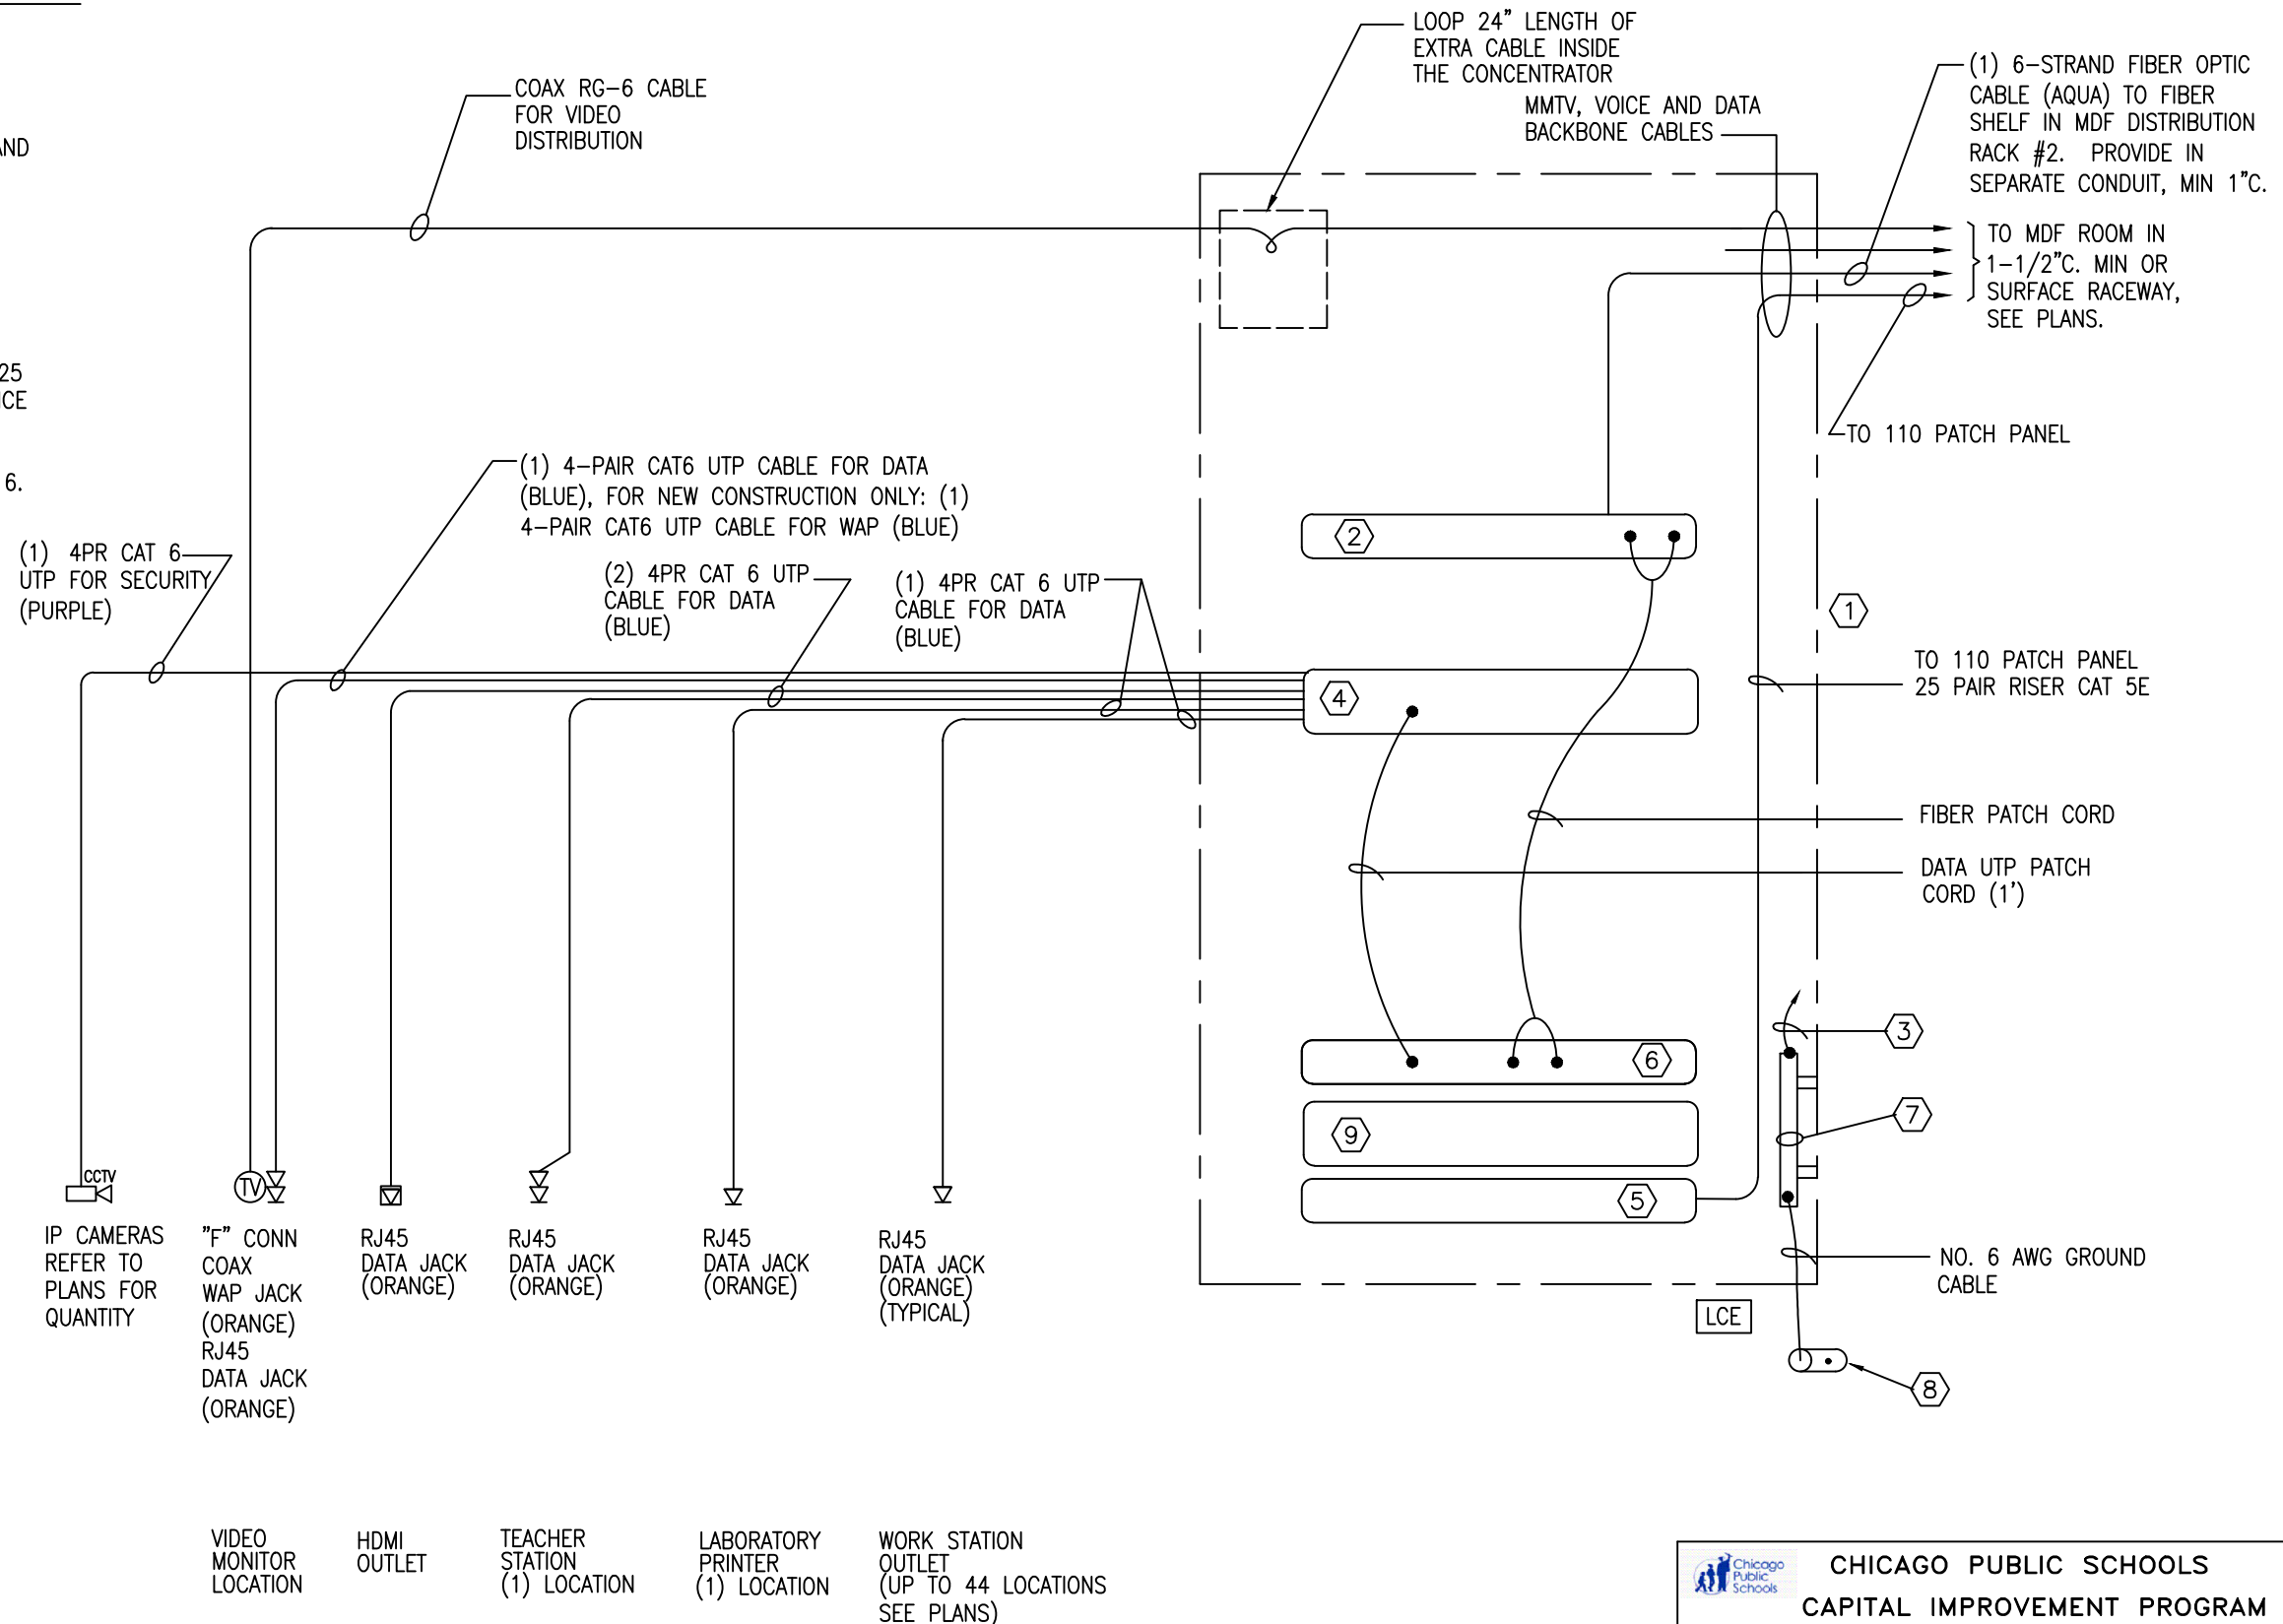 LOOP 24" LENGTH OF
EXTRA CABLE INSIDE
THE CONCENTRATOR
(1) 6-STRAND FIBER OPTIC
CABLE (AQUA) TO FIBER
SHELF IN MDF DISTRIBUTION
RACK #2. PROVIDE IN
SEPARATE CONDUIT, MIN 1"C.
COAX RG-6 CABLE
FOR VIDEO
DISTRIBUTION
MMTV, VOICE AND DATA
BACKBONE CABLES
AND
TO MDF ROOM IN
1-1/2"C. MIN OR
SURFACE RACEWAY,
SEE PLANS.
25
ICE
6.
TO 110 PATCH PANEL
(1) 4-PAIR CAT6 UTP CABLE FOR DATA
(BLUE), FOR NEW CONSTRUCTION ONLY: (1)
4-PAIR CAT6 UTP CABLE FOR WAP (BLUE)
(1) 4PR CAT 6
UTP FOR SECURITY
(PURPLE)
(2) 4PR CAT 6 UTP
CABLE FOR DATA
(BLUE)
(1) 4PR CAT 6 UTP
CABLE FOR DATA
(BLUE)
2
1
4
TO 110 PATCH PANEL
25 PAIR RISER CAT 5E
FIBER PATCH CORD
DATA UTP PATCH
CORD (1')
3
6
7
9
5
CCTV
TV
IP CAMERAS
REFER TO
PLANS FOR
QUANTITY
"F" CONN
COAX
WAP JACK
(ORANGE)
RJ45
DATA JACK
(ORANGE)
RJ45
DATA JACK
(ORANGE)
RJ45
DATA JACK
(ORANGE)
RJ45
DATA JACK
(ORANGE)
RJ45
DATA JACK
(ORANGE)
(TYPICAL)
NO. 6 AWG GROUND
CABLE
LCE
8
VIDEO
MONITOR
LOCATION
HDMI
OUTLET
TEACHER
STATION
(1) LOCATION
LABORATORY
PRINTER
(1) LOCATION
WORK STATION
OUTLET
(UP TO 44 LOCATIONS
SEE PLANS)
Chicago
Public
Schools
CHICAGO PUBLIC SCHOOLS
CAPITAL IMPROVEMENT PROGRAM